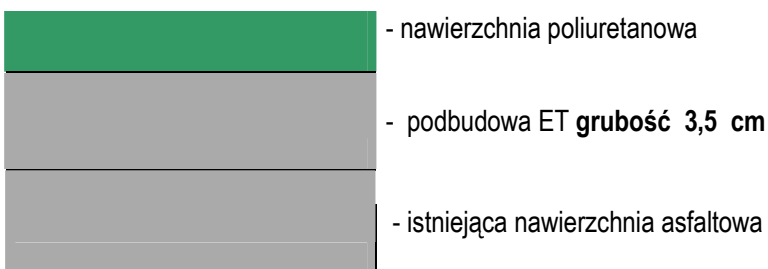 - nawierzchnia poliuretanowa
- podbudowa ET grubość 3,5 cm
- istniejąca nawierzchnia asfaltowa